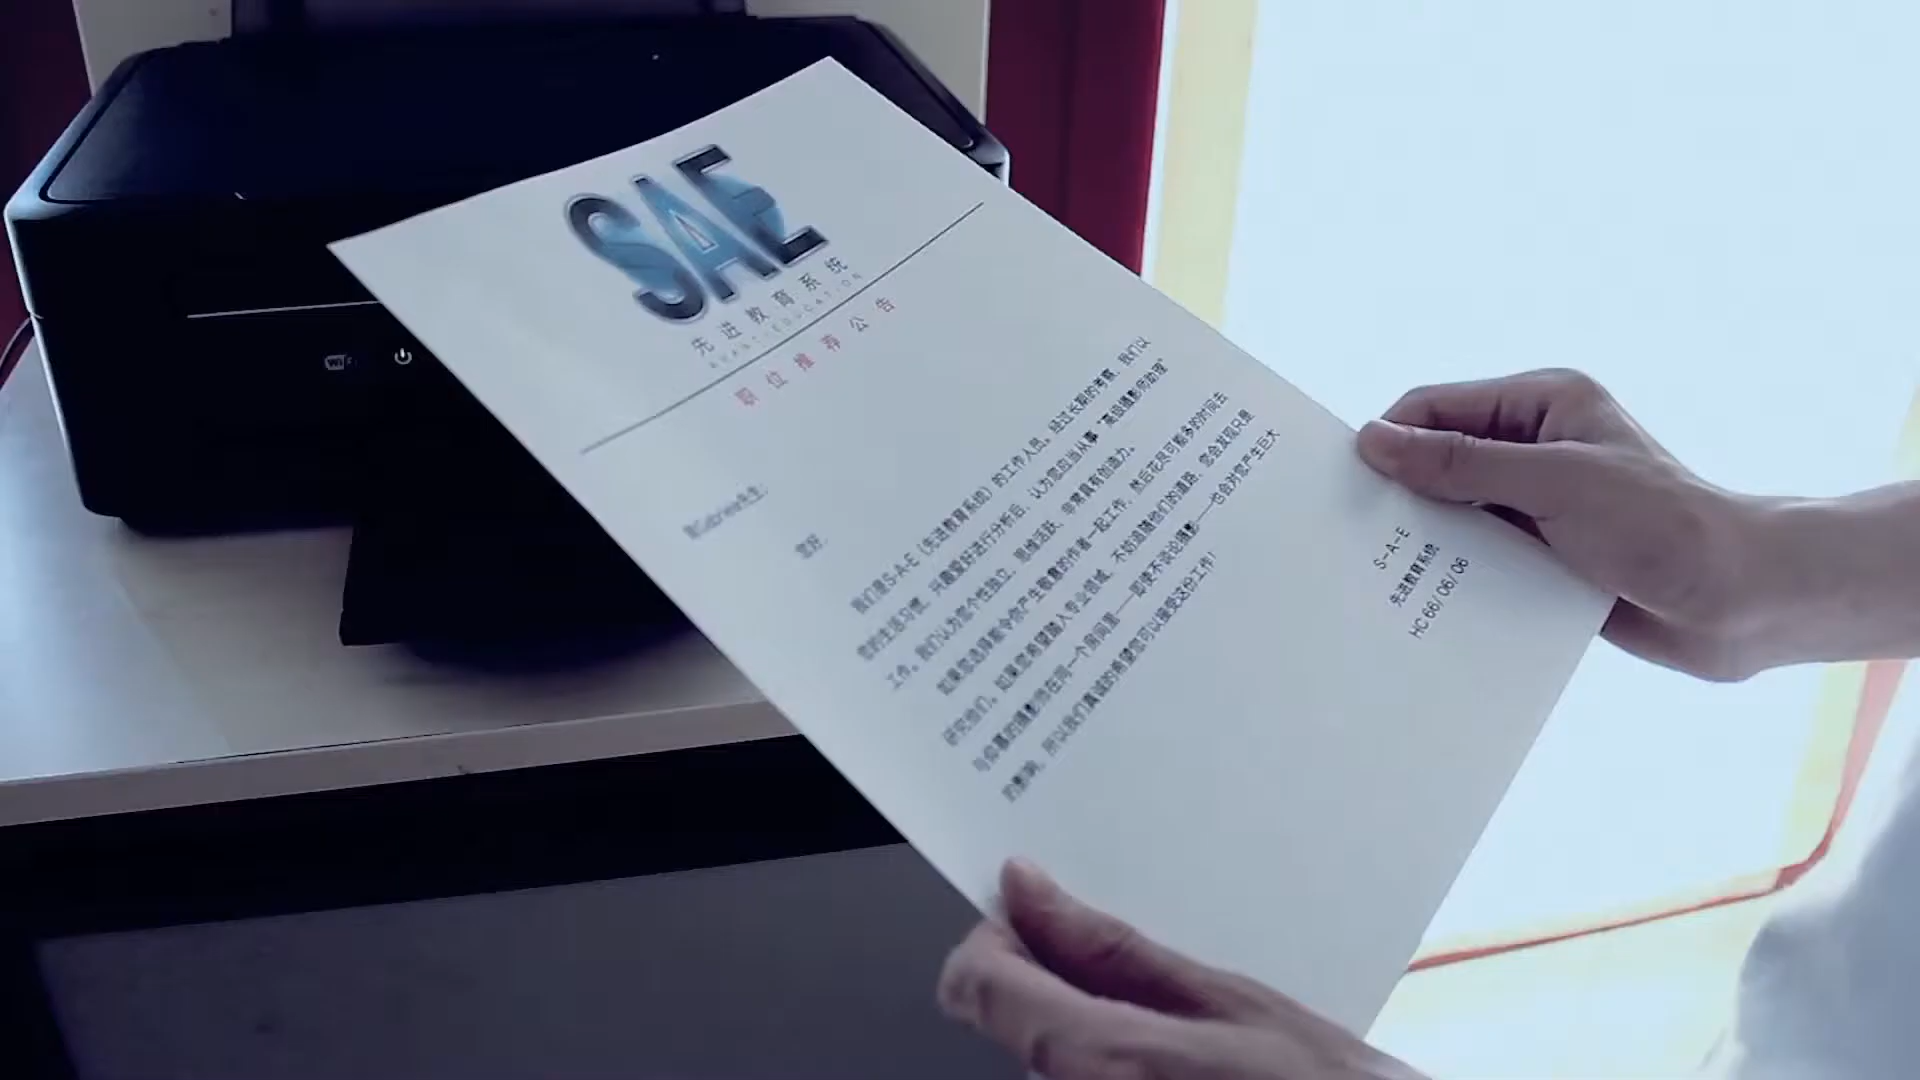 SAE
先进教育系统
职位推荐公告
您好,
我们是S-A-E(先进教育系统)的工作人员。经过长期的考察,我们以
您的生活习惯,兴趣爱好进行分析后,认为您应当从事“高级摄影师助理”
工作。我们认为您个性独立,思维活跃,非常具有创造力。
如果您选择能令你产生敬意的作者一起工作,然后花尽可能多的时间去
研究他们。如果您希望踏入专业领域,不妨追随他们的道路,您会发现只是
与仰慕的摄影师在同一个房间里——即使不谈论摄影——也会对您产生巨大
的影响。所以我们真诚的希望您可以接受这份工作!
S-A-E
先进教育系统
HC 66/06/06
WiFi